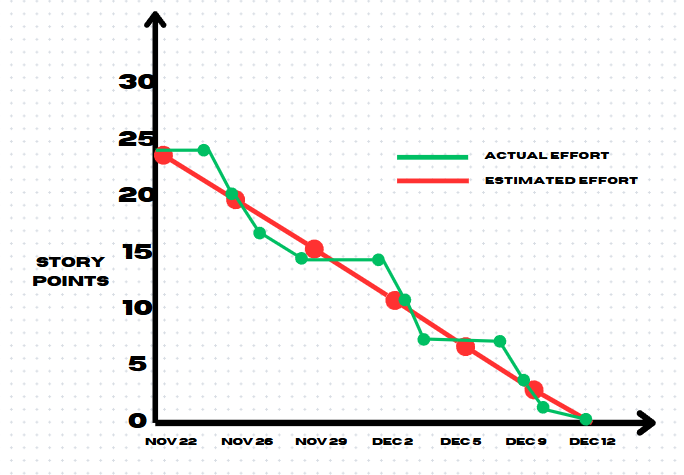 30
25
20
15
10
5
0
STORY
POINTS
ACTUAL EFFORT
ESTIMATED EFFORT
NOV 22 NOV 26 NOV 29 DEC 2 DEC 5 DEC 9 DEC 12